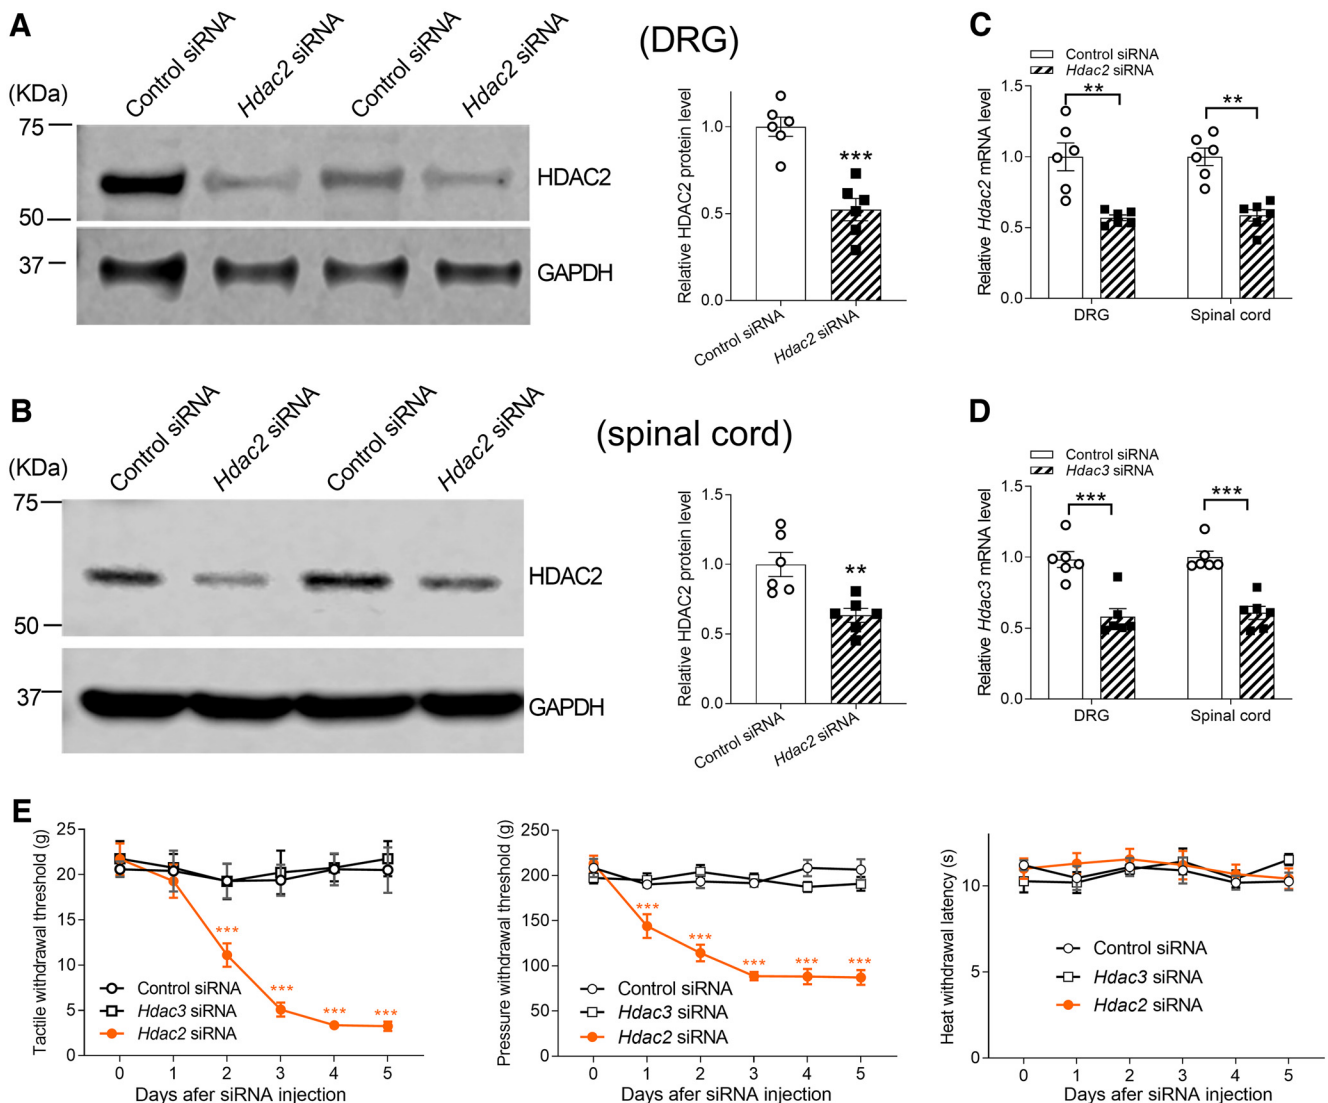 A
Control siRNA
Hdac2 siRNA
Control siRNA
Hdac2 siRNA
(KDa)
75
50
37
HDAC2
GAPDH
(DRG)
Relative HDAC2 protein level
1.0
0.5
0.0
***
Control siRNA
Hdac2 siRNA
C
Control siRNA
Hdac2 siRNA
Relative Hdac2 mRNA level
1.5
1.0
0.5
0.0
**
**
DRG
Spinal cord
B
Control siRNA
Hdac2 siRNA
Control siRNA
Hdac2 siRNA
(KDa)
75
50
37
HDAC2
GAPDH
(spinal cord)
Relative HDAC2 protein level
1.5
1.0
0.5
0.0
**
Control siRNA
Hdac2 siRNA
D
Control siRNA
Hdac3 siRNA
Relative Hdac3 mRNA level
1.5
1.0
0.5
0.0
***
***
DRG
Spinal cord
E
Tactile withdrawal threshold (g)
25
20
15
10
5
0
***
***
***
***
Control siRNA
Hdac3 siRNA
Hdac2 siRNA
0 1 2 3 4 5
Days afer siRNA injection
Pressure withdrawal threshold (g)
250
200
150
100
50
0
***
***
***
***
***
Control siRNA
Hdac3 siRNA
Hdac2 siRNA
0 1 2 3 4 5
Days afer siRNA injection
Heat withdrawal latency (s)
10
5
0
Control siRNA
Hdac3 siRNA
Hdac2 siRNA
0 1 2 3 4 5
Days afer siRNA injection